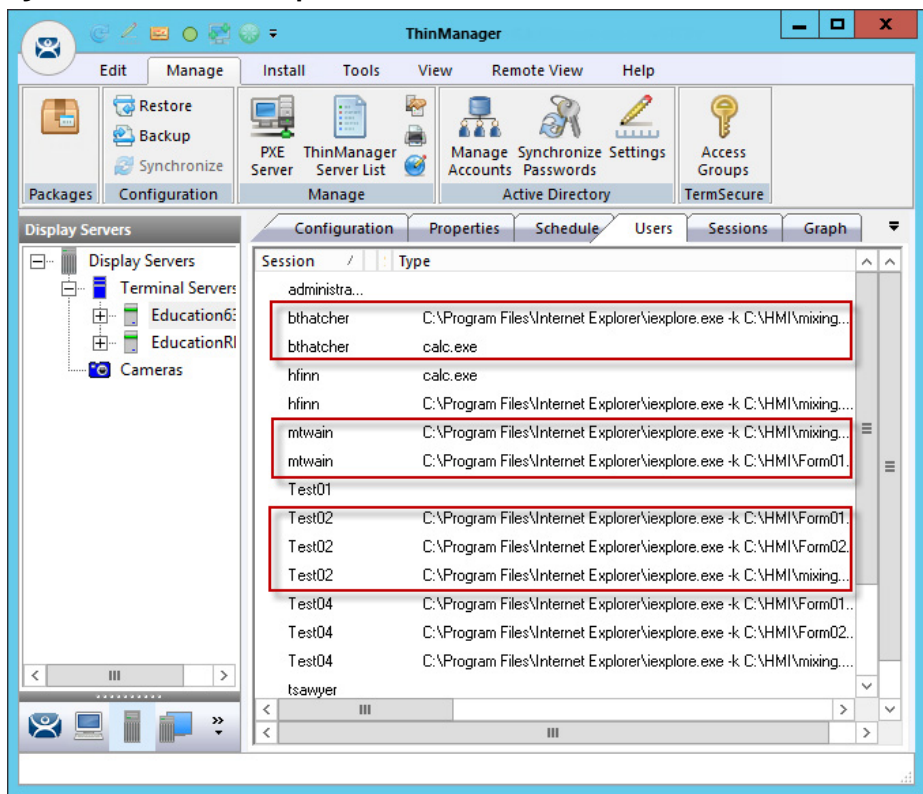 ThinManager
Edit Manage Install Tools View Remote View Help
Restore
Backup
Synchronize
PXE Server
ThinManager Server List
Manage Accounts
Synchronize Passwords
Settings
Access Groups
Packages Configuration Manage Active Directory TermSecure
Display Servers
Configuration Properties Schedule Users Sessions Graph
Display Servers
Terminal Servers
Education63
EducationRI
Cameras
Session Type
administra...
bthatcher C:\Program Files\Internet Explorer\iexplore.exe -k C:\HMI\mixing....
bthatcher calc.exe
hfinn calc.exe
hfinn C:\Program Files\Internet Explorer\iexplore.exe -k C:\HMI\mixing....
mtwain C:\Program Files\Internet Explorer\iexplore.exe -k C:\HMI\mixing...
mtwain C:\Program Files\Internet Explorer\iexplore.exe -k C:\HMI\Form01.
Test01
Test02 C:\Program Files\Internet Explorer\iexplore.exe -k C:\HMI\Form01.
Test02 C:\Program Files\Internet Explorer\iexplore.exe -k C:\HMI\Form02.
Test02 C:\Program Files\Internet Explorer\iexplore.exe -k C:\HMI\mixing...
Test04 C:\Program Files\Internet Explorer\iexplore.exe -k C:\HMI\Form01..
Test04 C:\Program Files\Internet Explorer\iexplore.exe -k C:\HMI\Form02..
Test04 C:\Program Files\Internet Explorer\iexplore.exe -k C:\HMI\mixing....
tsawyer